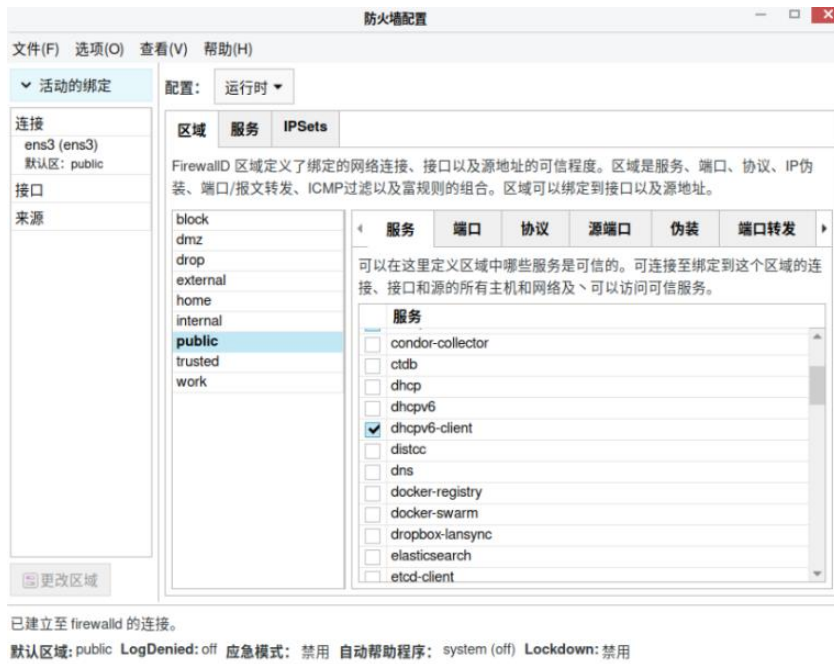 防火墙配置
文件(F) 选项(O) 查看(V) 帮助(H)
活动的绑定
配置： 运行时
连接
ens3 (ens3)
默认区：public
接口
来源
更改区域
区域 服务 IPSets
FirewallD 区域定义了绑定的网络连接、接口以及源地址的可信程度。区域是服务、端口、协议、IP伪
装、端口/报文转发、ICMP过滤以及富规则的组合。区域可以绑定到接口以及源地址。
block
dmz
drop
external
home
internal
public
trusted
work
服务 端口 协议 源端口 伪装 端口转发
可以在这里定义区域中哪些服务是可信的。可连接至绑定到这个区域的连
接、接口和源的所有主机和网络及丶可以访问可信服务。
服务
condor-collector
ctdb
dhcp
dhcpv6
dhcpv6-client
distcc
dns
docker-registry
docker-swarm
dropbox-lansync
elasticsearch
etcd-client
已建立至 firewalld 的连接。
默认区域: public LogDenied: off 应急模式： 禁用 自动帮助程序： system (off) Lockdown: 禁用